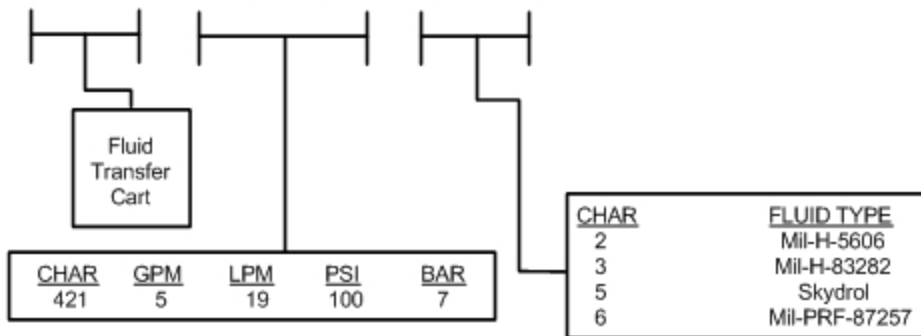 Fluid
Transfer
Cart
CHAR GPM LPM PSI BAR
421 5 19 100 7
CHAR FLUID TYPE
2 Mil-H-5606
3 Mil-H-83282
5 Skydrol
6 Mil-PRF-87257